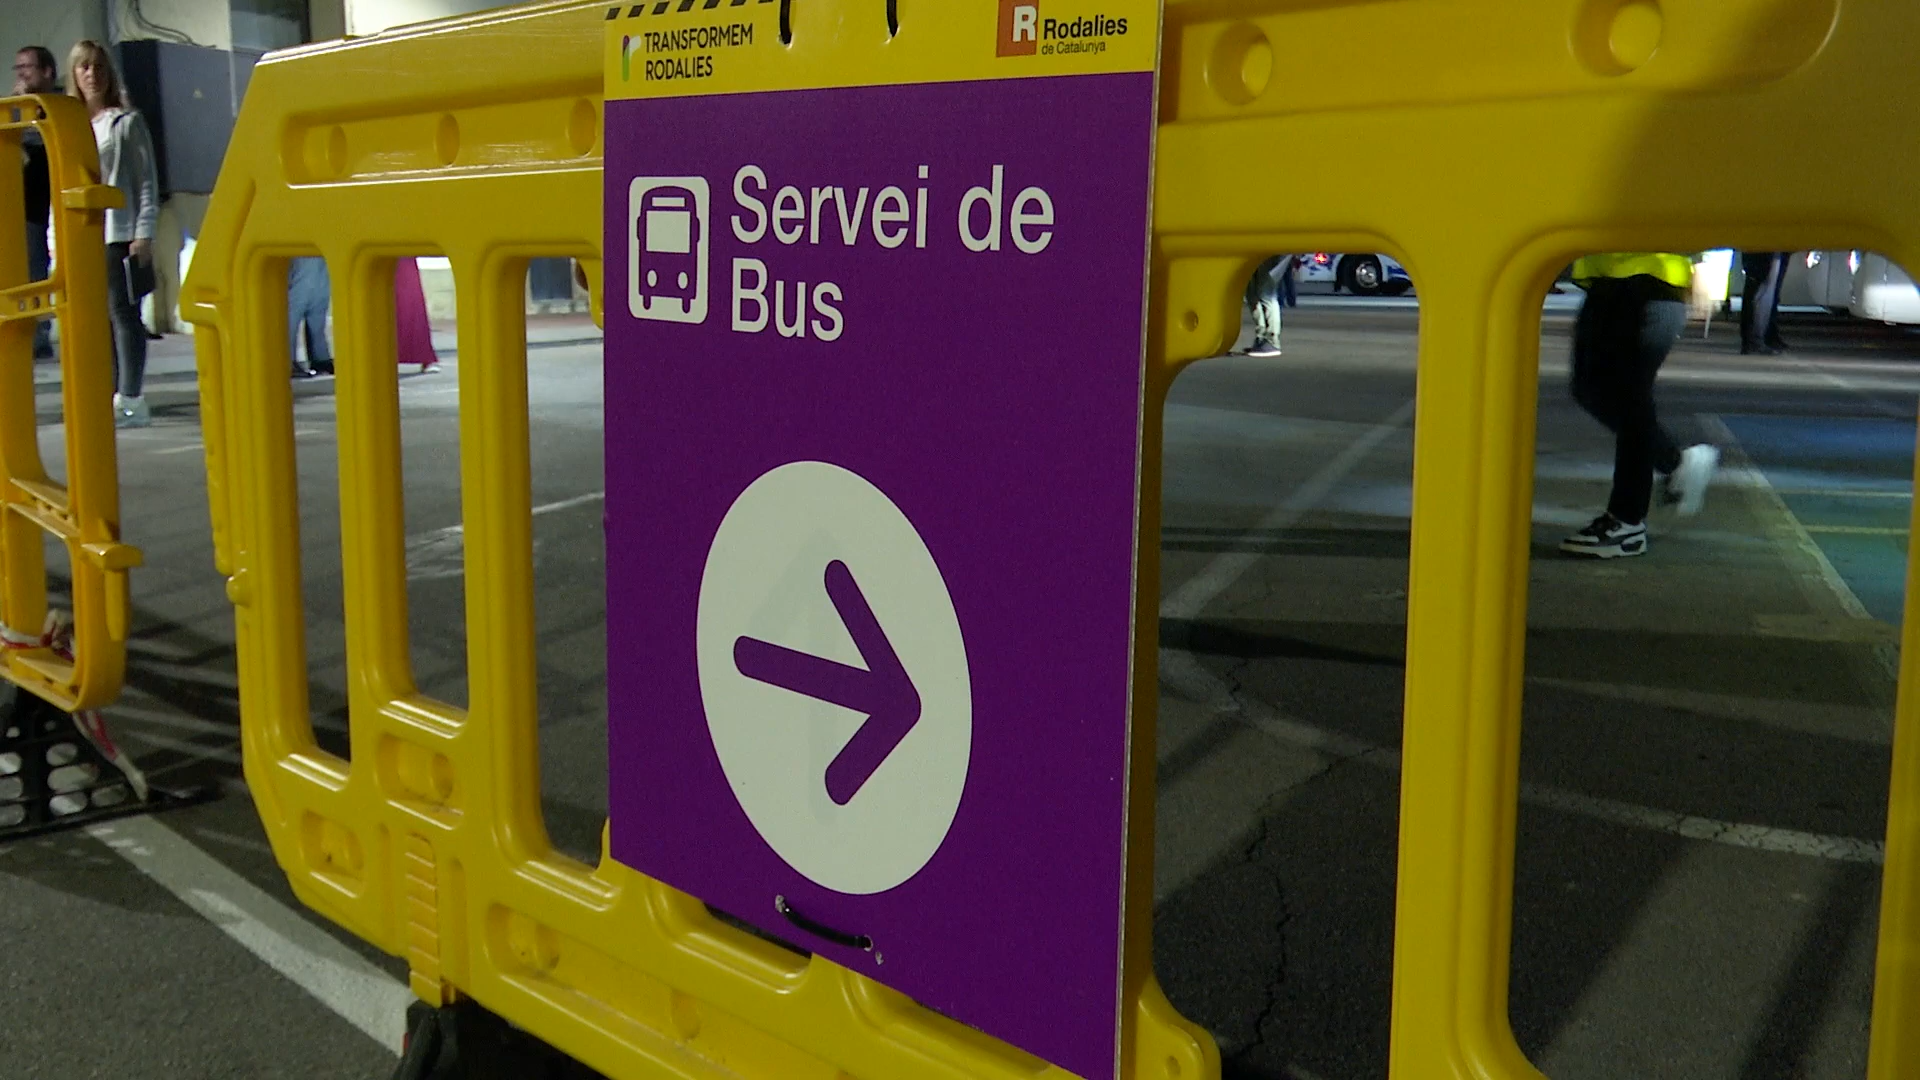 TRANSFORMEM
RODALIES
R Rodalies
de Catalunya
Servei de
Bus